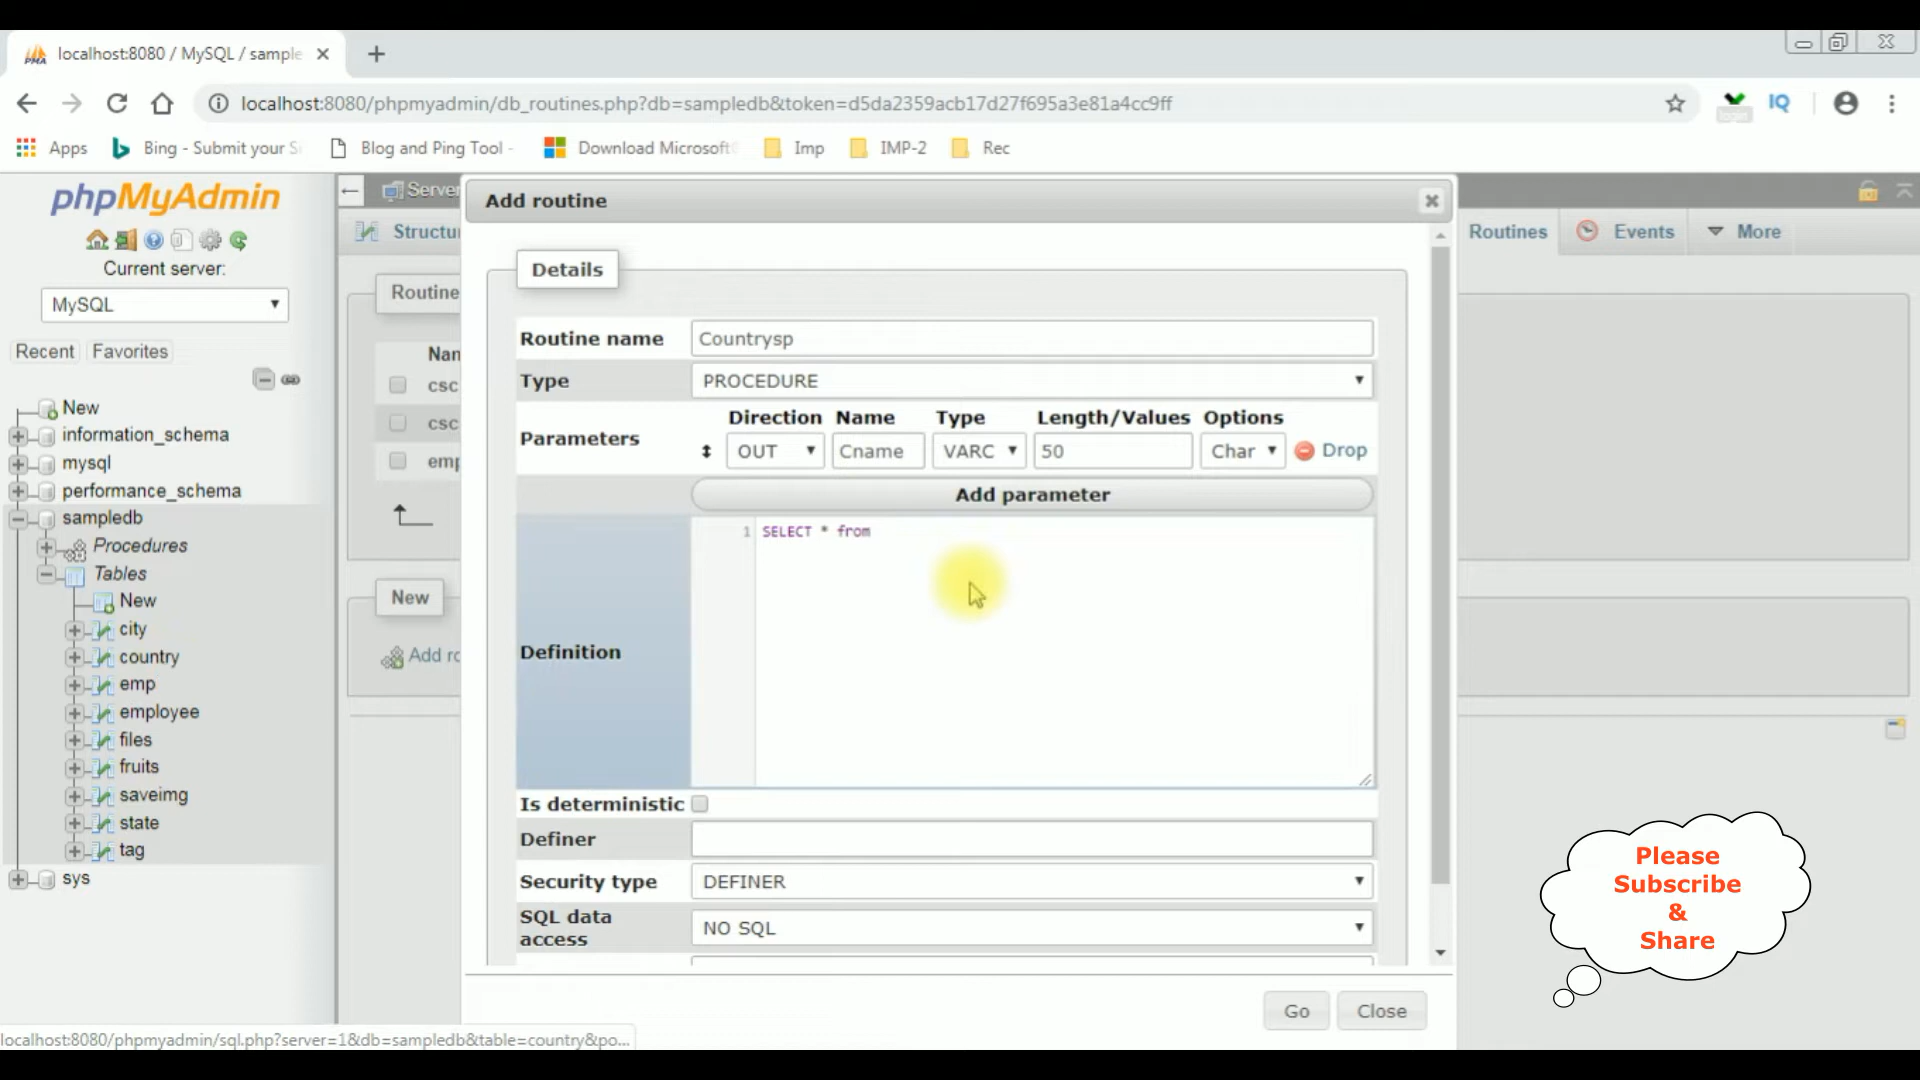 localhost:8080 / MySQL / sample
localhost:8080/phpmyadmin/db_routines.php?db=sampledb&token=d5da2359acb17d27f695a3e81a4cc9ff
IQ
Apps
Bing - Submit your Si
Blog and Ping Tool -
Download Microsoft
Imp
IMP-2
Rec
phpMyAdmin
Current server:
MySQL
Recent
Favorites
New
information_schema
mysql
performance_schema
sampledb
Procedures
Tables
New
city
country
emp
employee
files
fruits
saveimg
state
tag
sys
Server
Structu
Routines
Events
More
Routine
Nan
csc
csc
emp
New
Add ro
Add routine
Details
Routine name
Countrysp
Type
PROCEDURE
Parameters
Direction Name Type Length/Values Options
OUT Cname VARC 50 Char Drop
Add parameter
Definition
1 SELECT * from
Is deterministic
Definer
Security type
DEFINER
SQL data
access
NO SQL
Go
Close
Please
Subscribe
&
Share
localhost:8080/phpmyadmin/sql.php?server=1&db=sampledb&table=country&po...